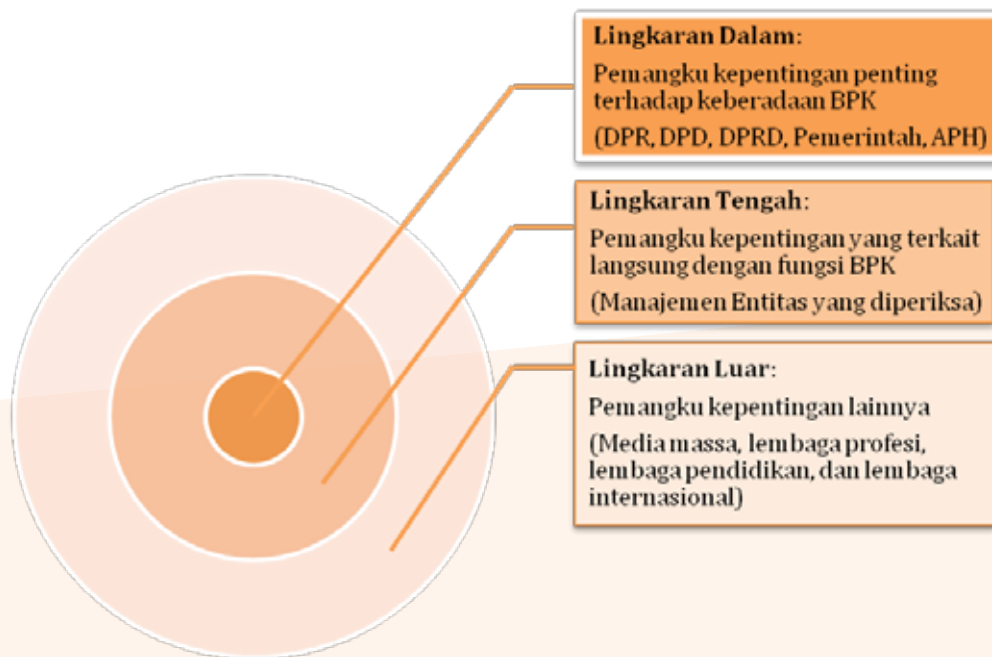 Lingkaran Dalam:
Pemangku kepentingan penting
terhadap keberadaan BPK
(DPR, DPD, DPRD, Pemerintah, APH)
Lingkaran Tengah:
Pemangku kepentingan yang terkait
langsung dengan fungsi BPK
(Manajemen Entitas yang diperiksa)
Lingkaran Luar:
Pemangku kepentingan lainnya
(Media massa, lembaga profesi,
lembaga pendidikan, dan lembaga
internasional)